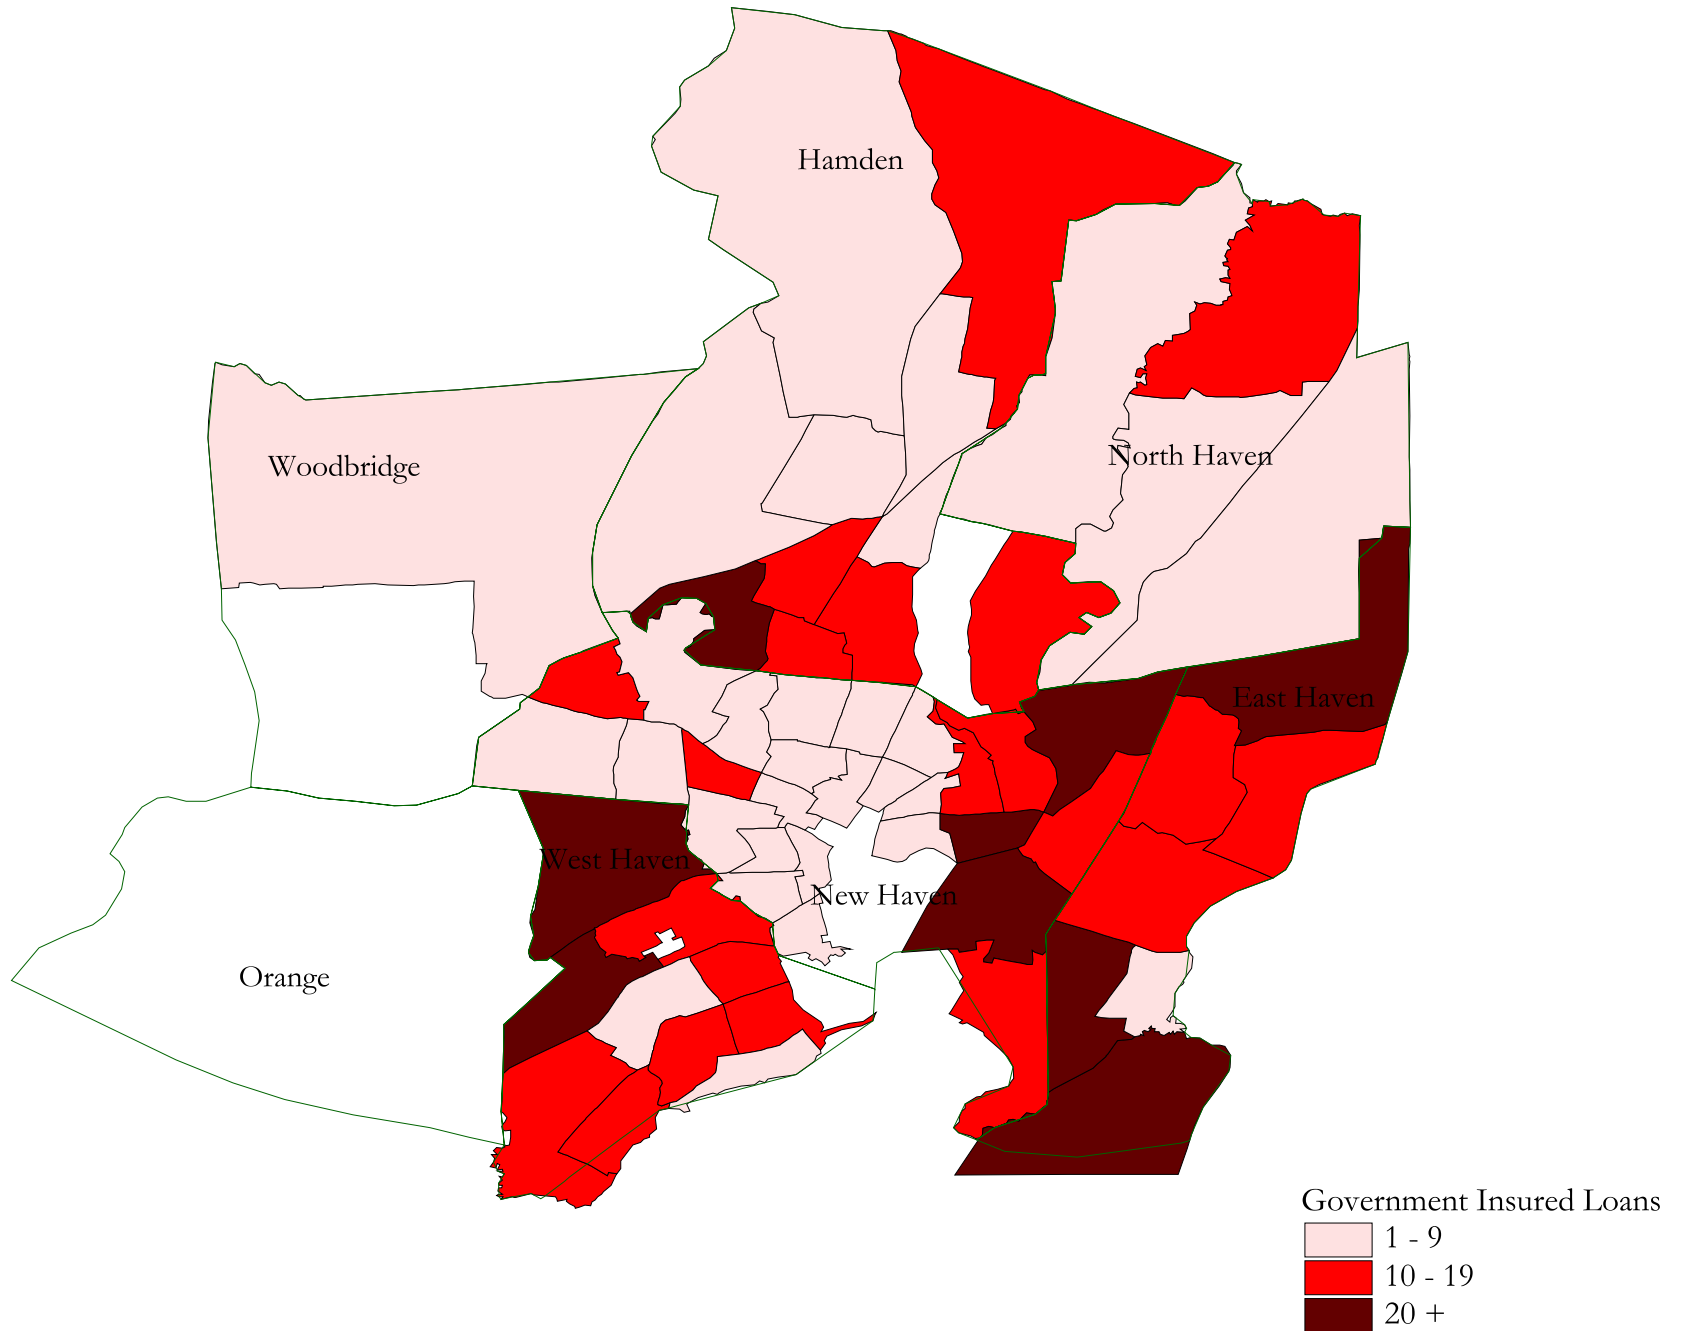 Hamden
North Haven
Woodbridge
East Haven
West Haven
New Haven
Orange
Government Insured Loans
1 - 9
10 - 19
20 +